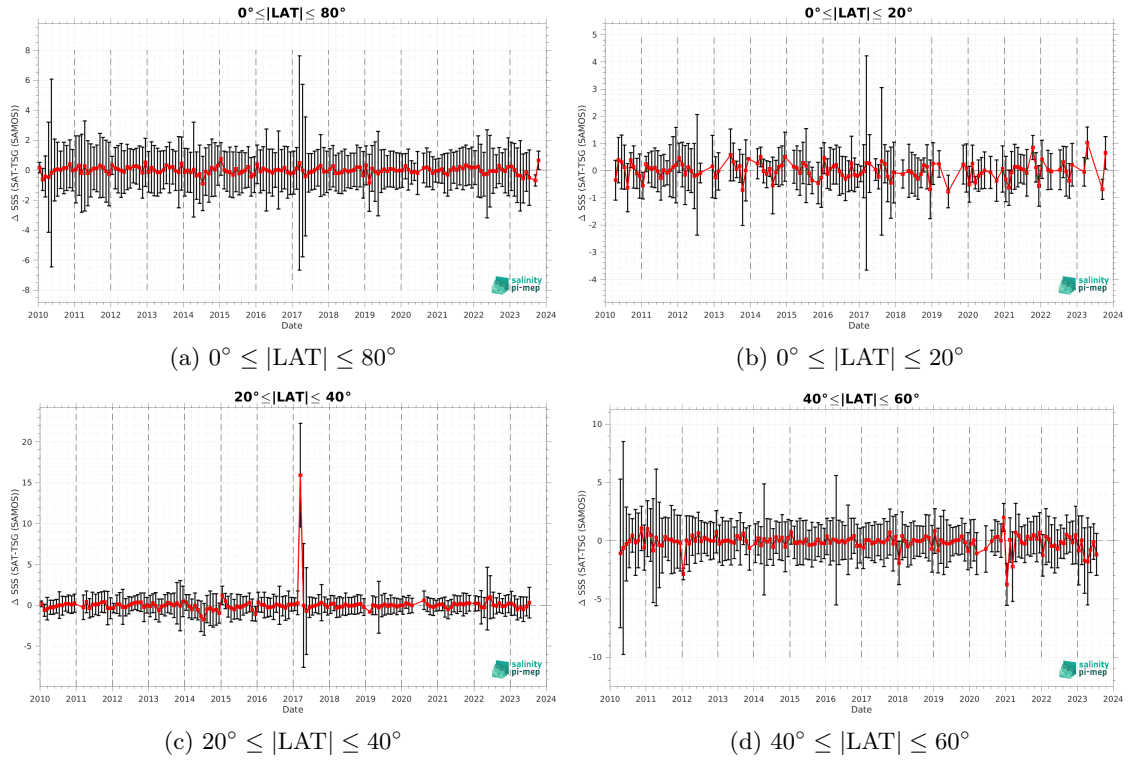 0°≤|LAT|≤ 80°
Δ SSS (SAT-TSG (SAMOS))
8
6
4
2
0
-2
-4
-6
-8
2010 2011 2012 2013 2014 2015 2016 2017 2018 2019 2020 2021 2022 2023 2024
Date
salinity
pi-mep
(a) 0° ≤ |LAT| ≤ 80°
0°≤|LAT|≤ 20°
Δ SSS (SAT-TSG (SAMOS))
5
4
3
2
1
0
-1
-2
-3
-4
2010 2011 2012 2013 2014 2015 2016 2017 2018 2019 2020 2021 2022 2023 2024
Date
salinity
pi-mep
(b) 0° ≤ |LAT| ≤ 20°
20°≤|LAT|≤ 40°
Δ SSS (SAT-TSG (SAMOS))
20
15
10
5
0
-5
2010 2011 2012 2013 2014 2015 2016 2017 2018 2019 2020 2021 2022 2023 2024
Date
salinity
pi-mep
(c) 20° ≤ |LAT| ≤ 40°
40°≤|LAT|≤ 60°
Δ SSS (SAT-TSG (SAMOS))
10
5
0
-5
-10
2010 2011 2012 2013 2014 2015 2016 2017 2018 2019 2020 2021 2022 2023 2024
Date
salinity
pi-mep
(d) 40° ≤ |LAT| ≤ 60°